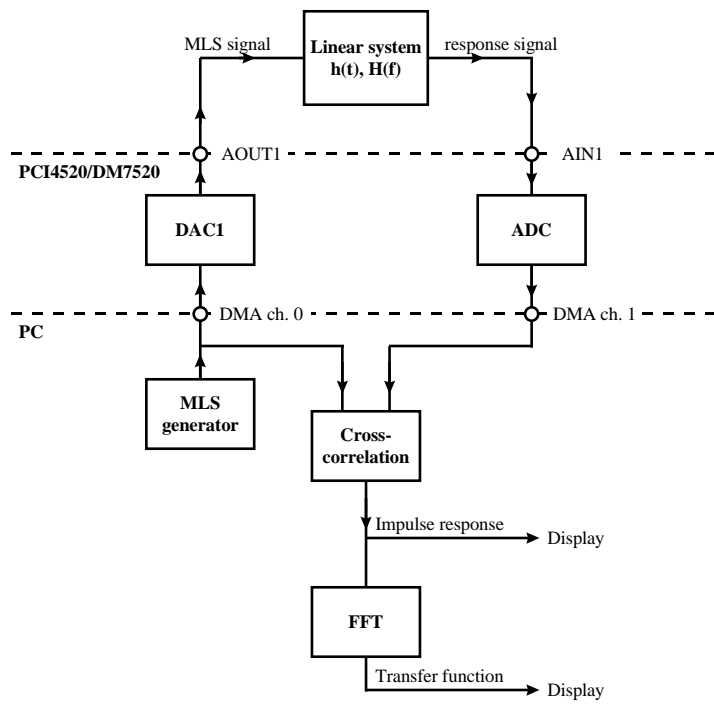 MLS signal
Linear system
h(t), H(f)
response signal
AOUT1
AIN1
PCI4520/DM7520
DAC1
ADC
DMA ch. 0
DMA ch. 1
PC
MLS
generator
Cross-
correlation
Impulse response
Display
FFT
Transfer function
Display